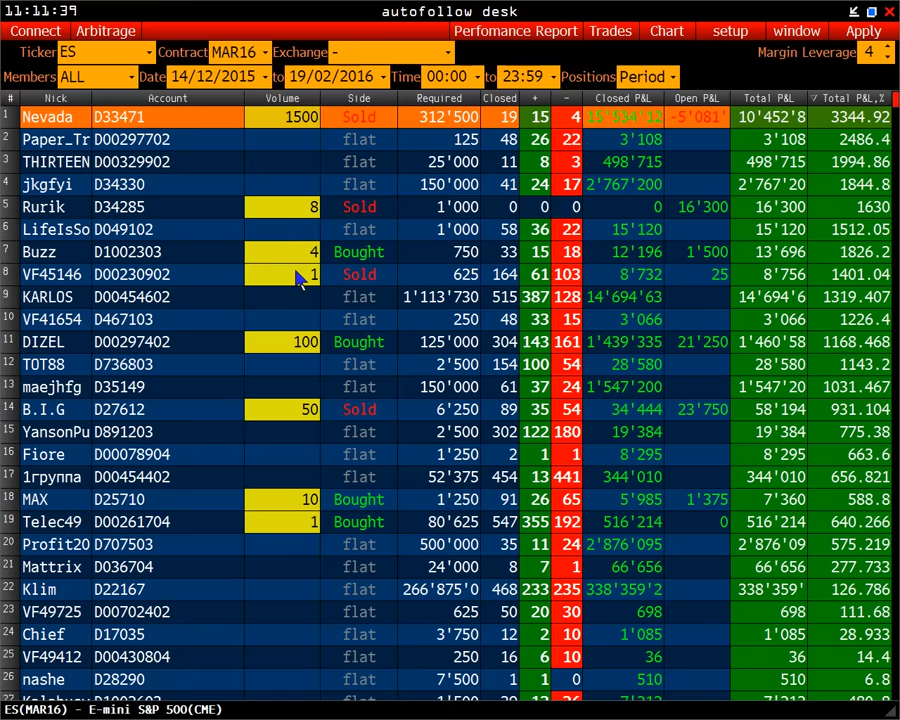 11:11:39 autofollow desk
Connect Arbitrage Perfomance Report Trades Chart setup window Apply
Ticker ES Contract MAR16 Exchange - Margin Leverage 4
Members ALL Date 14/12/2015 to 19/02/2016 Time 00:00 to 23:59 Positions Period
# Nick Account Volume Side Required Closed + - Closed P&L Open P&L Total P&L Total P&L,%
1 Nevada D33471 1500 Sold 312'500 19 15 4 15'534'12 -5'081' 10'452'8 3344.92
2 Paper_Tr D00297702 flat 125 48 26 22 3'108 3'108 2486.4
3 THIRTEEN D00329902 flat 25'000 11 8 3 498'715 498'715 1994.86
4 jkgfyi D34330 flat 150'000 41 24 17 2'767'200 2'767'20 1844.8
5 Rurik D34285 8 Sold 1'000 0 0 0 0 16'300 16'300 1630
6 LifeIsSo D049102 flat 1'000 58 36 22 15'120 15'120 1512.05
7 Buzz D1002303 4 Bought 750 33 15 18 12'196 1'500 13'696 1826.2
8 VF45146 D00230902 1 Sold 625 164 61 103 8'732 25 8'756 1401.04
9 KARLOS D00454602 flat 1'113'730 515 387 128 14'694'63 14'694'6 1319.407
10 VF41654 D467103 flat 250 48 33 15 3'066 3'066 1226.4
11 DIZEL D00297402 100 Bought 125'000 304 143 161 1'439'335 21'250 1'460'58 1168.468
12 TOT88 D736803 flat 2'500 154 100 54 28'580 28'580 1143.2
13 maejhfg D35149 flat 150'000 61 37 24 1'547'200 1'547'20 1031.467
14 B.I.G D27612 50 Sold 6'250 89 35 54 34'444 23'750 58'194 931.104
15 YansonPu D891203 flat 2'500 302 122 180 19'384 19'384 775.38
16 Fiore D00078904 flat 1'250 2 1 1 8'295 8'295 663.6
17 1группа D00454402 flat 52'375 454 13 441 344'010 344'010 656.821
18 MAX D25710 10 Bought 1'250 91 26 65 5'985 1'375 7'360 588.8
19 Telec49 D00261704 1 Bought 80'625 547 355 192 516'214 0 516'214 640.266
20 Profit20 D707503 flat 500'000 35 11 24 2'876'095 2'876'09 575.219
21 Mattrix D036704 flat 24'000 8 7 1 66'656 66'656 277.733
22 Klim D22167 flat 266'875'0 468 233 235 338'359'2 338'359' 126.786
23 VF49725 D00702402 flat 625 50 20 30 698 698 111.68
24 Chief D17035 flat 3'750 12 2 10 1'085 1'085 28.933
25 VF49412 D00430804 flat 250 16 6 10 36 36 14.4
26 nashe D28290 flat 7'500 1 1 0 510 510 6.8
27
ES(MAR16) - E-mini S&P 500(CME)